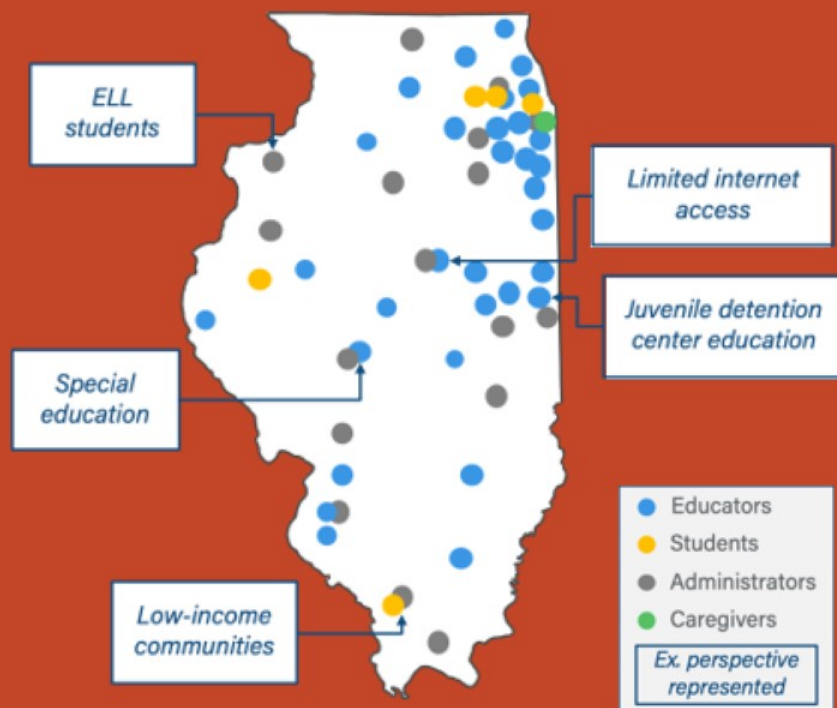 ELL
students
Limited internet
access
Juvenile detention
center education
Special
education
Low-income
communities
Educators
Students
Administrators
Caregivers
Ex. perspective
represented